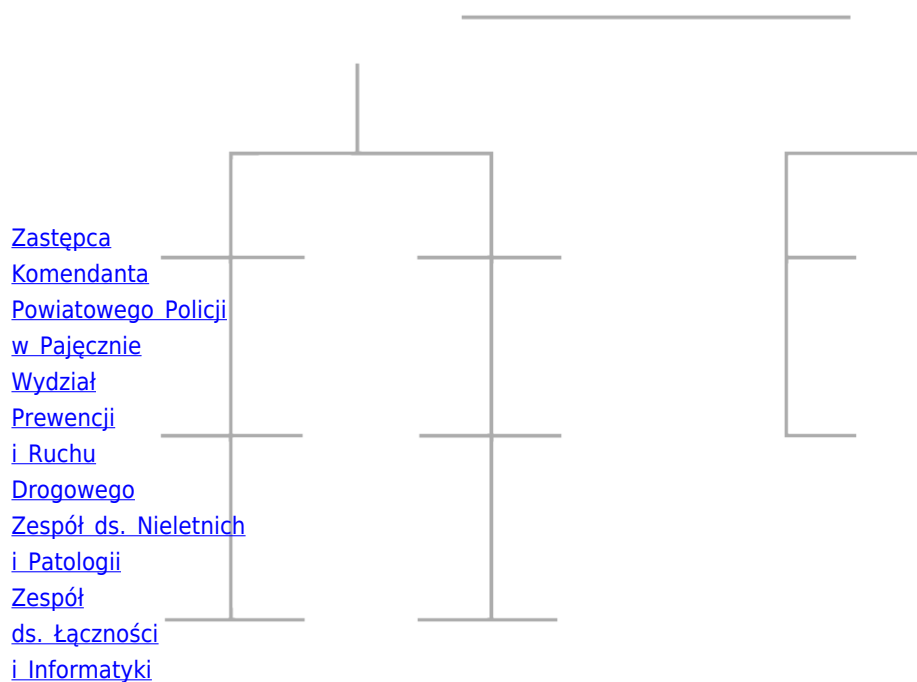 Zastępca
Komendanta
Powiatowego Policji
w Pajęcznie
Wydział
Prewencji
i Ruchu
Drogowego
Zespół ds. Nieletnich
i Patologii
Zespół
ds. Łączności
i Informatyki